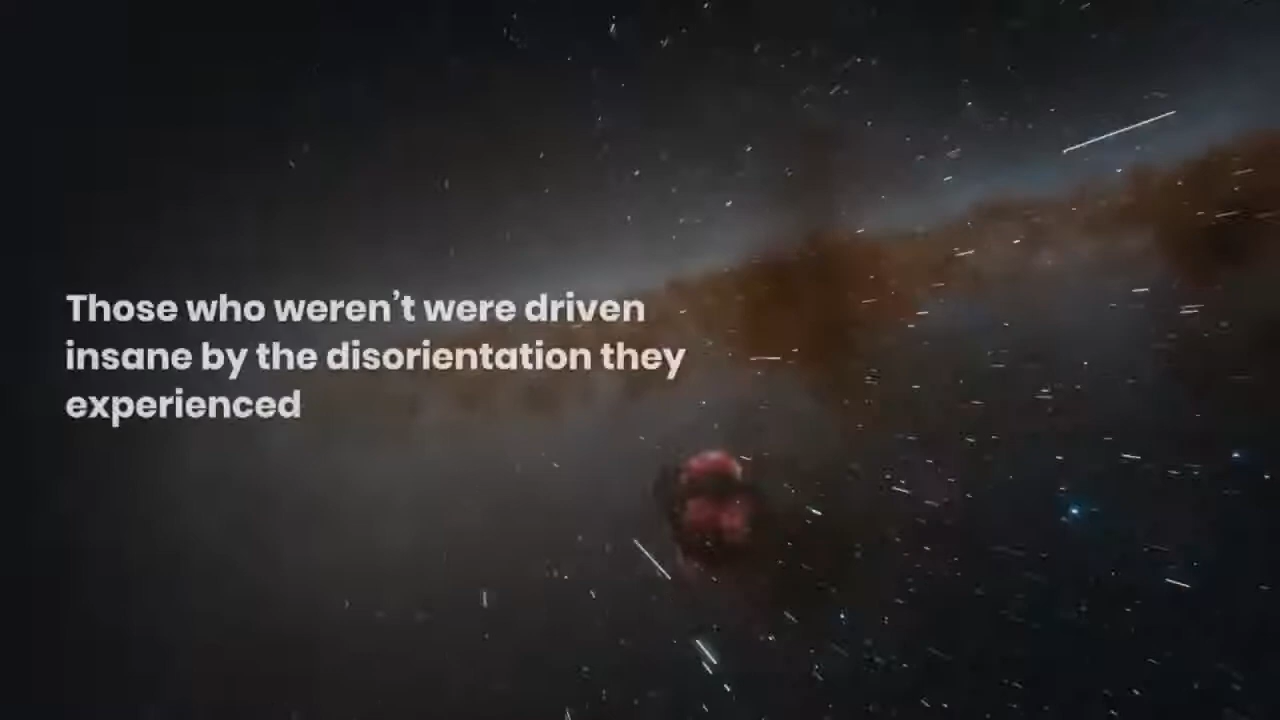 Those who weren’t were driven
insane by the disorientation they
experienced